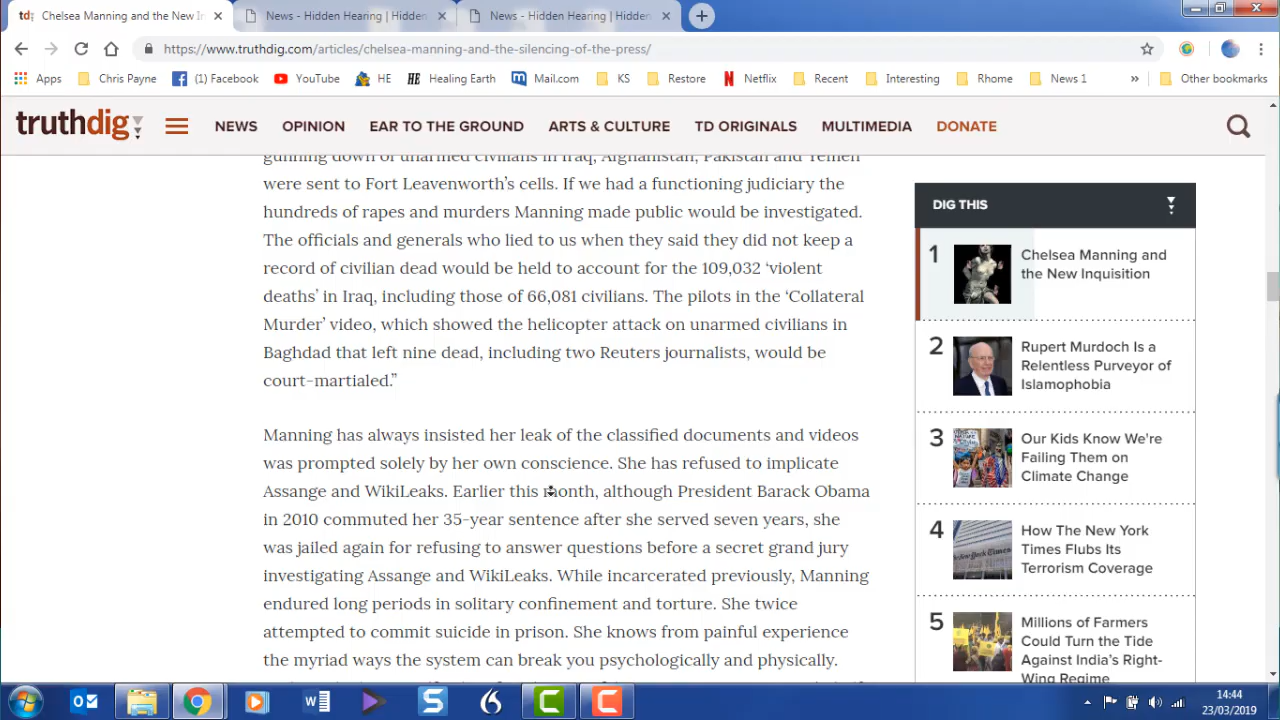 Chelsea Manning and the New In
News - Hidden Hearing | Hidden
News - Hidden Hearing | Hidden
https://www.truthdig.com/articles/chelsea-manning-and-the-silencing-of-the-press/
Apps
Chris Payne
(1) Facebook
YouTube
HE
HE Healing Earth
Mail.com
KS
Restore
Netflix
Recent
Interesting
Rhome
News 1
»
Other bookmarks
truthdig
NEWS
OPINION
EAR TO THE GROUND
ARTS & CULTURE
TD ORIGINALS
MULTIMEDIA
DONATE
gunning down of unarmed civilians in Iraq, Afghanistan, Pakistan and Yemen
were sent to Fort Leavenworth’s cells. If we had a functioning judiciary the
hundreds of rapes and murders Manning made public would be investigated.
The officials and generals who lied to us when they said they did not keep a
record of civilian dead would be held to account for the 109,032 ‘violent
deaths’ in Iraq, including those of 66,081 civilians. The pilots in the ‘Collateral
Murder’ video, which showed the helicopter attack on unarmed civilians in
Baghdad that left nine dead, including two Reuters journalists, would be
court-martialed.”
Manning has always insisted her leak of the classified documents and videos
was prompted solely by her own conscience. She has refused to implicate
Assange and WikiLeaks. Earlier this month, although President Barack Obama
in 2010 commuted her 35-year sentence after she served seven years, she
was jailed again for refusing to answer questions before a secret grand jury
investigating Assange and WikiLeaks. While incarcerated previously, Manning
endured long periods in solitary confinement and torture. She twice
attempted to commit suicide in prison. She knows from painful experience
the myriad ways the system can break you psychologically and physically.
DIG THIS
1
Chelsea Manning and
the New Inquisition
2
Rupert Murdoch Is a
Relentless Purveyor of
Islamophobia
3
Our Kids Know We're
Failing Them on
Climate Change
4
How The New York
Times Flubs Its
Terrorism Coverage
5
Millions of Farmers
Could Turn the Tide
Against India's Right-
Wing Regime
14:44
23/03/2019